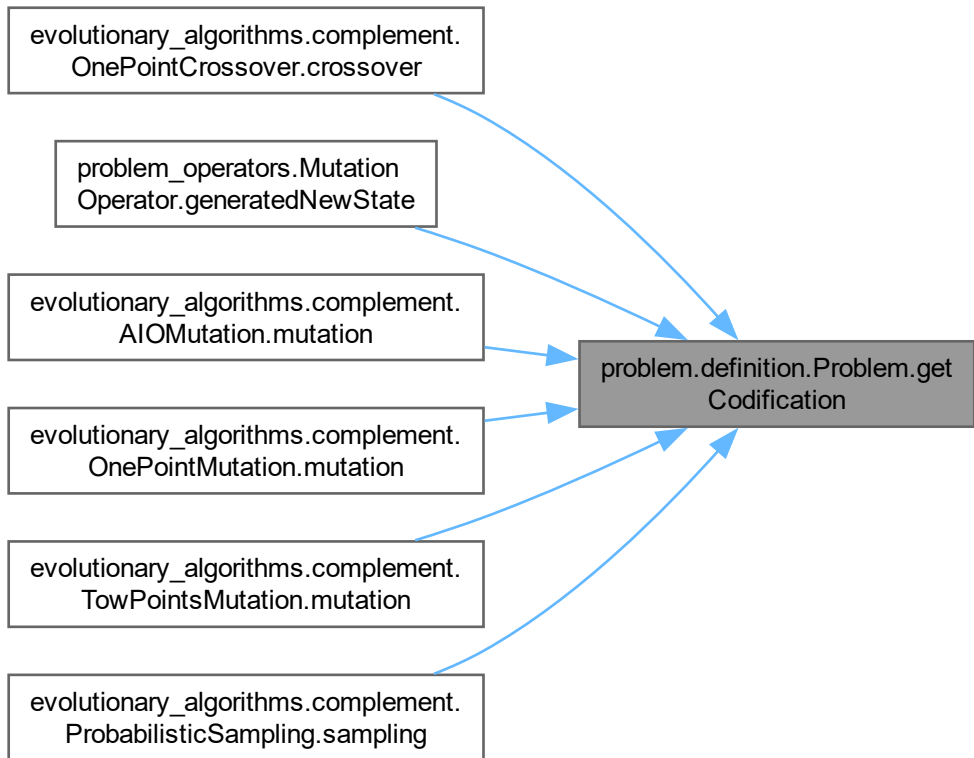 evolutionary_algorithms.complement.
OnePointCrossover.crossover
problem_operators.Mutation
Operator.generatedNewState
evolutionary_algorithms.complement.
AIOMutation.mutation
problem.definition.Problem.get
Codification
evolutionary_algorithms.complement.
OnePointMutation.mutation
evolutionary_algorithms.complement.
TowPointsMutation.mutation
evolutionary_algorithms.complement.
ProbabilisticSampling.sampling